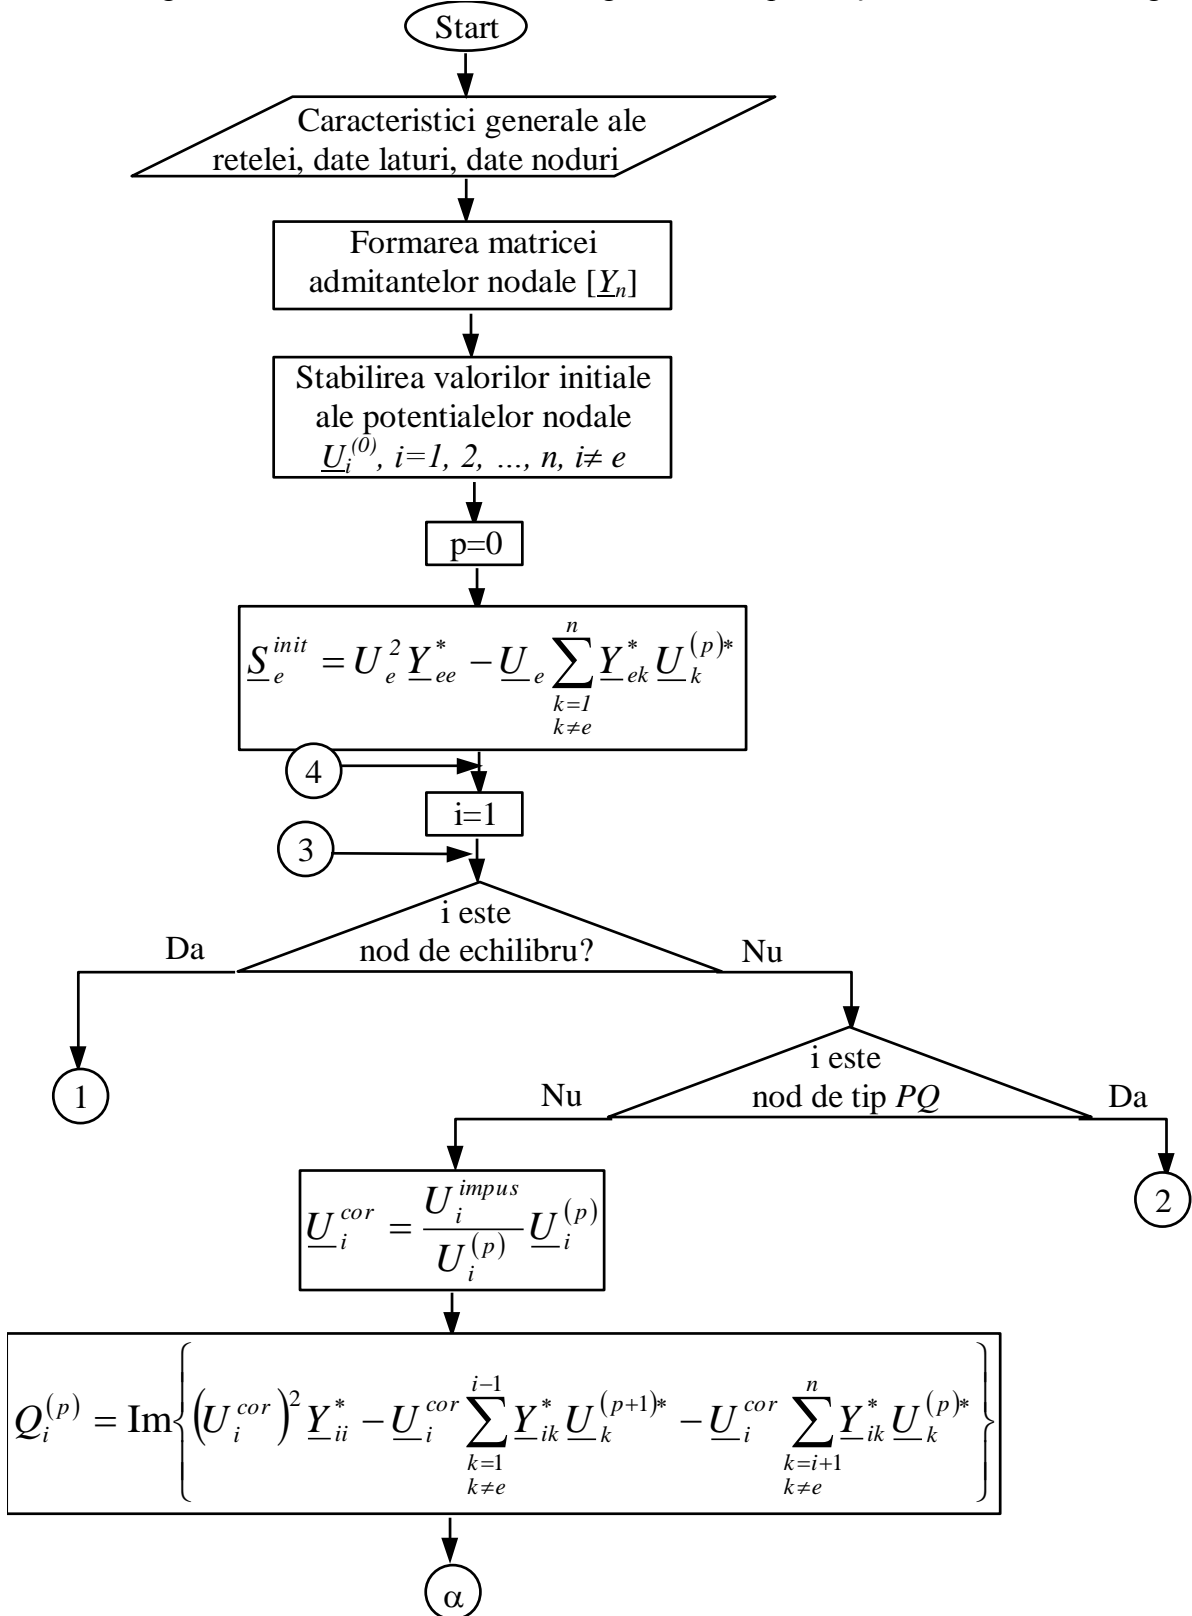 Start
Caracteristici generale ale
retelei, date laturi, date noduri
Formarea matricei
admitantelor nodale [Y_n]
Stabilirea valorilor initiale
ale potentialelor nodale
U_i^(0), i=1, 2, ..., n, i≠ e
p=0
S_e^init = U_e^2 Y_ee^* − U_e ∑_{k=1, k≠e}^{n} Y_ek^* U_k^(p)*
4
i=1
3
i este
nod de echilibru?
Da
Nu
i este
nod de tip PQ
1
Nu
Da
2
U_i^cor = U_i^impus / U_i^(p) U_i^(p)
Q_i^(p) = Im{(U_i^cor)^2 Y_ii^* − U_i^cor ∑_{k=1, k≠e}^{i−1} Y_ik^* U_k^(p+1)* − U_i^cor ∑_{k=i+1, k≠e}^{n} Y_ik^* U_k^(p)*}
α